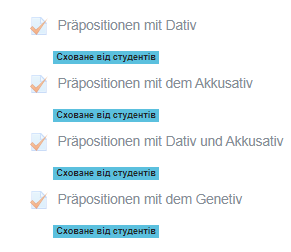 Präpositionen mit Dativ
Сховане від студентів
Präpositionen mit dem Akkusativ
Сховане від студентів
Präpositionen mit Dativ und Akkusativ
Сховане від студентів
Präpositionen mit dem Genetiv
Сховане від студентів